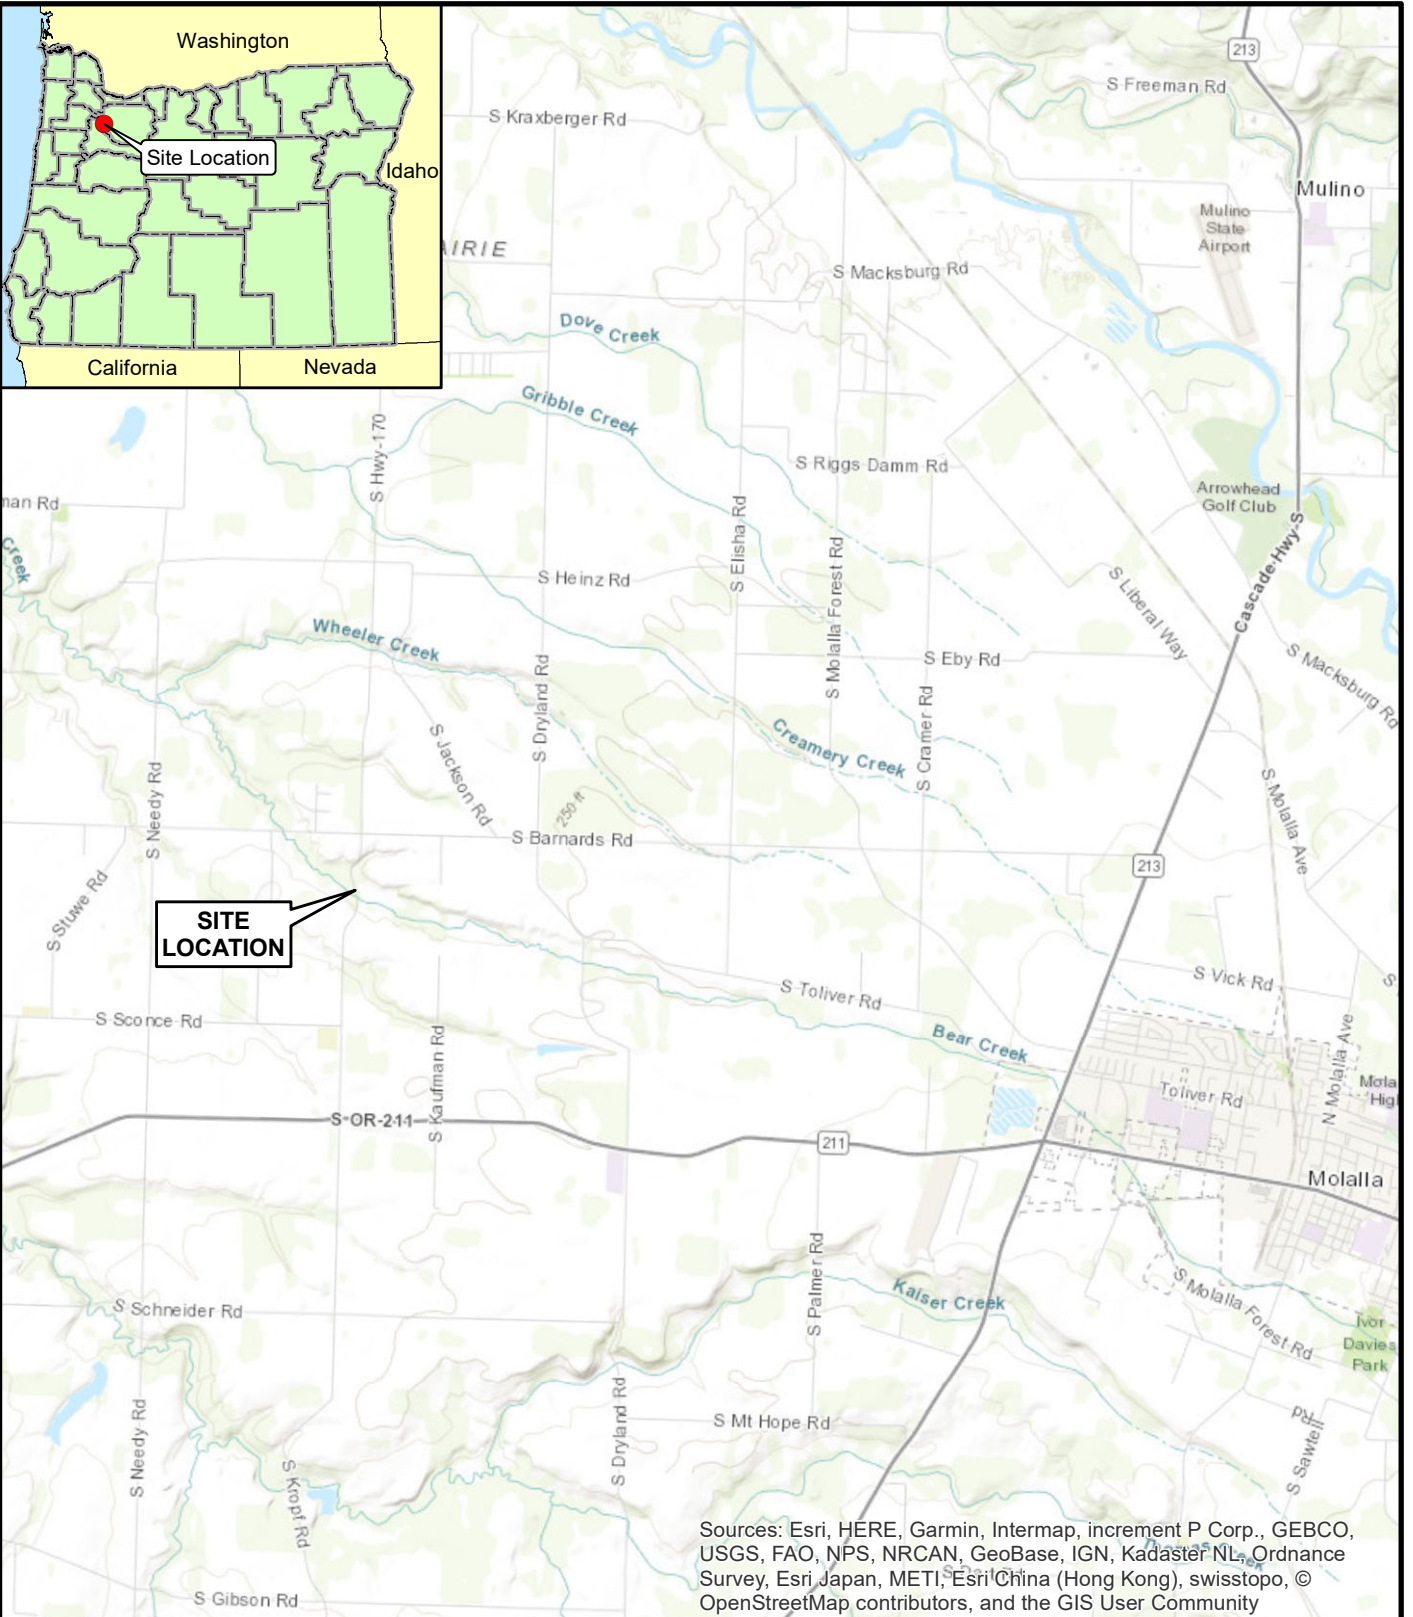 Washington
Site Location
Idaho
California
Nevada
213
S Freeman Rd
S Kraxberger Rd
Mulino
Mulino
State
Airport
AIRIE
S Macksburg Rd
Dove Creek
Gribble Creek
S Hwy-170
S Riggs Damm Rd
Arrowhead
Golf Club
man Rd
Creek
S Elisha Rd
S Heinz Rd
S Molalla Forest Rd
S Liberal Way
Cascade-Hwy-S
Wheeler Creek
S Eby Rd
S Macksburg Rd
S Dryland Rd
S Cramer Rd
S Jackson Rd
Creamery Creek
S Needy Rd
250 ft
S Molalla Ave
S Barnards Rd
213
S Stuwe Rd
SITE
LOCATION
S Vick Rd
S
S Toliver Rd
S Sconce Rd
Bear Creek
S Kaufman Rd
N Molalla Ave
Mola
High
Toliver Rd
S-OR-211
211
Molalla
S Palmer Rd
Kaiser Creek
S Molalla Forest Rd
S Schneider Rd
Ivor
Davies
Park
S Needy Rd
S Dryland Rd
S Mt Hope Rd
S Sawtell
Rd
S Kropf Rd
S Gibson Rd
Sources: Esri, HERE, Garmin, Intermap, increment P Corp., GEBCO,
USGS, FAO, NPS, NRCAN, GeoBase, IGN, Kadaster NL, Ordnance
Survey, Esri Japan, METI, Esri China (Hong Kong), swisstopo, ©
OpenStreetMap contributors, and the GIS User Community